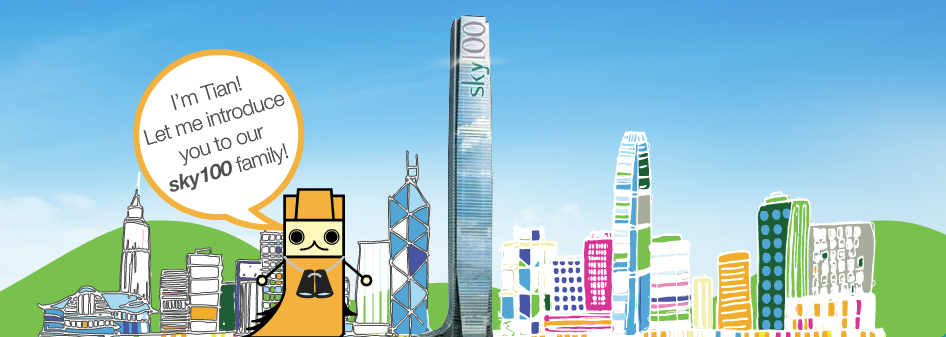 I'm Tian!
Let me introduce
you to our
sky100 family!
sky100